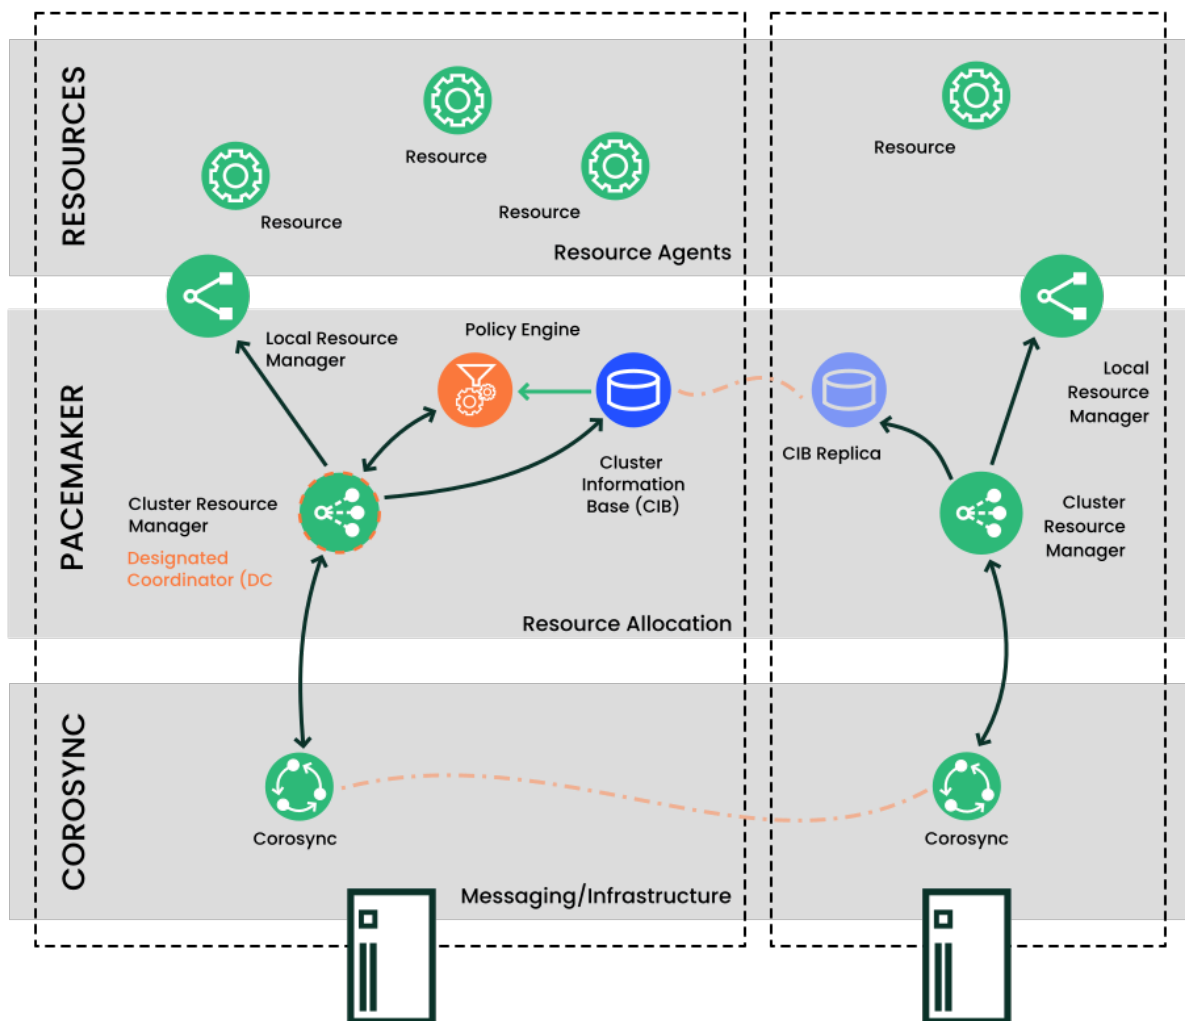 RESOURCES
Resource
Resource
Resource
Resource
Resource Agents
PACEMAKER
Local Resource
Manager
Policy Engine
Cluster
Information
Base (CIB)
Cluster Resource
Manager
Designated
Coordinator (DC
CIB Replica
Local
Resource
Manager
Cluster
Resource
Manager
Resource Allocation
COROSYNC
Corosync
Corosync
Messaging/Infrastructure